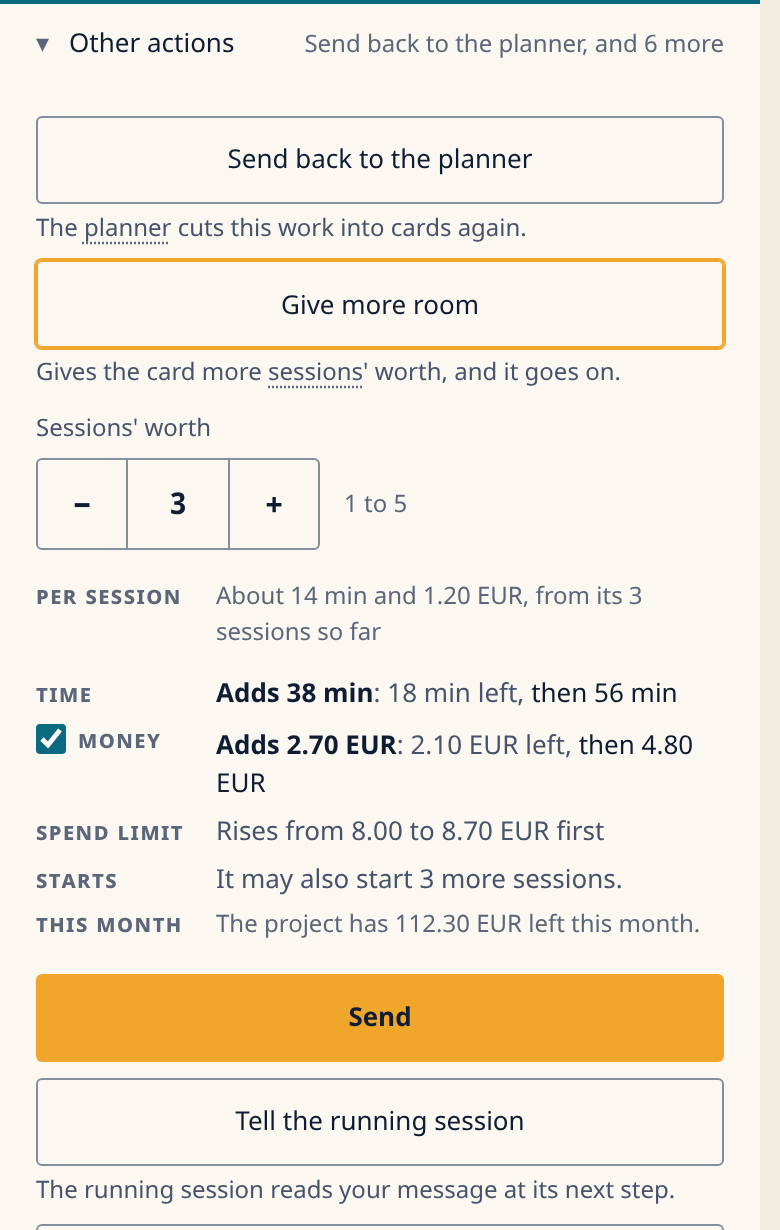 ▼ Other actions Send back to the planner, and 6 more
Send back to the planner
The planner cuts this work into cards again.
Give more room
Gives the card more sessions' worth, and it goes on.
Sessions' worth
− 3 + 1 to 5
PER SESSION About 14 min and 1.20 EUR, from its 3
sessions so far
TIME Adds 38 min: 18 min left, then 56 min
MONEY Adds 2.70 EUR: 2.10 EUR left, then 4.80
EUR
SPEND LIMIT Rises from 8.00 to 8.70 EUR first
STARTS It may also start 3 more sessions.
THIS MONTH The project has 112.30 EUR left this month.
Send
Tell the running session
The running session reads your message at its next step.